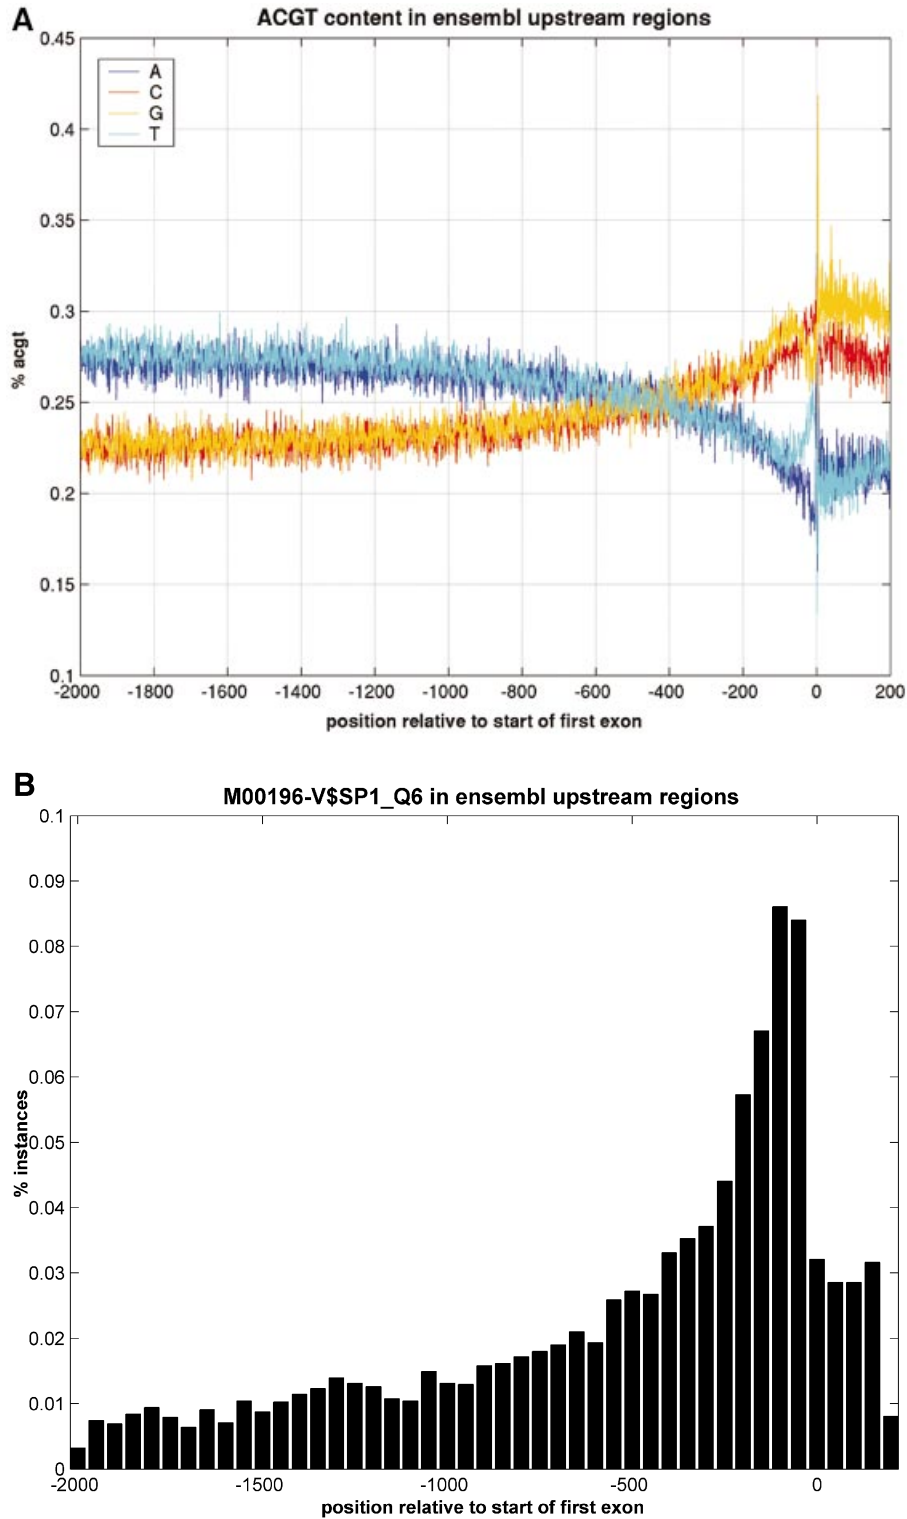 A
ACGT content in ensembl upstream regions
0.45
0.4
0.35
0.3
0.25
0.2
0.15
0.1
% acgt
A
C
G
T
-2000 -1800 -1600 -1400 -1200 -1000 -800 -600 -400 -200 0 200
position relative to start of first exon
B
M00196-V$SP1_Q6 in ensembl upstream regions
0.1
0.09
0.08
0.07
0.06
0.05
0.04
0.03
0.02
0.01
0
% instances
-2000 -1500 -1000 -500 0
position relative to start of first exon